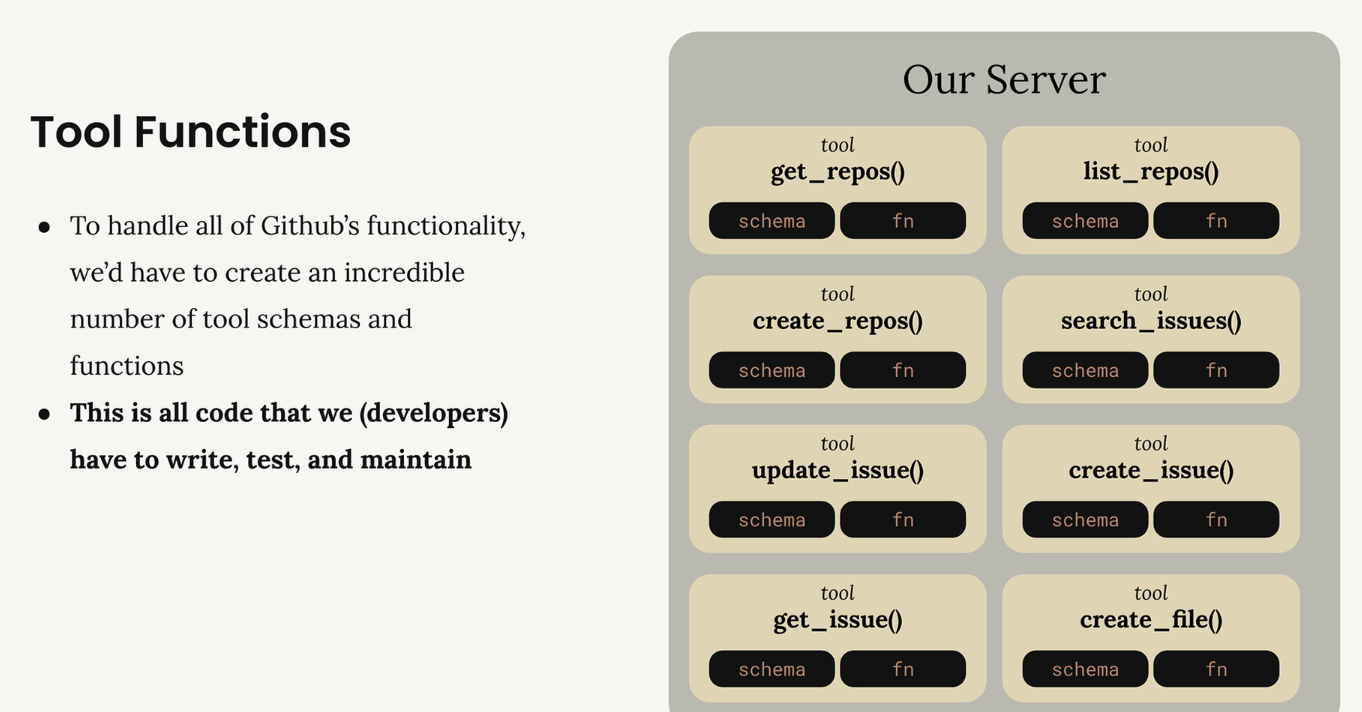 Tool Functions
● To handle all of Github’s functionality,
we’d have to create an incredible
number of tool schemas and
functions
● This is all code that we (developers)
have to write, test, and maintain
Our Server
tool
get_repos()
schema fn
tool
list_repos()
schema fn
tool
create_repos()
schema fn
tool
search_issues()
schema fn
tool
update_issue()
schema fn
tool
create_issue()
schema fn
tool
get_issue()
schema fn
tool
create_file()
schema fn